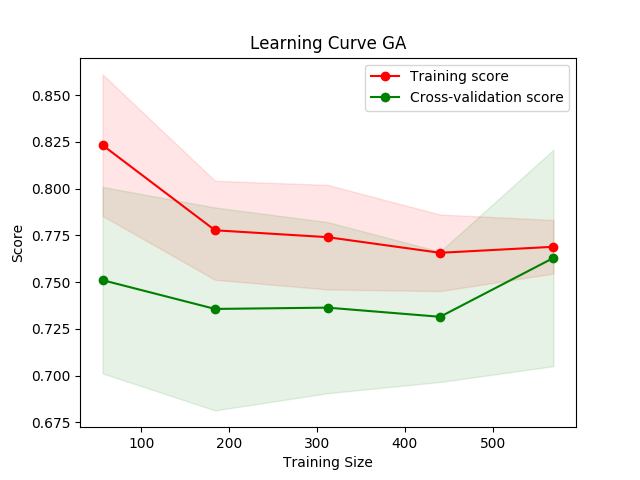 Learning Curve GA
Training score
Cross-validation score
0.850
0.825
0.800
0.775
0.750
0.725
0.700
0.675
Score
100
200
300
400
500
Training Size